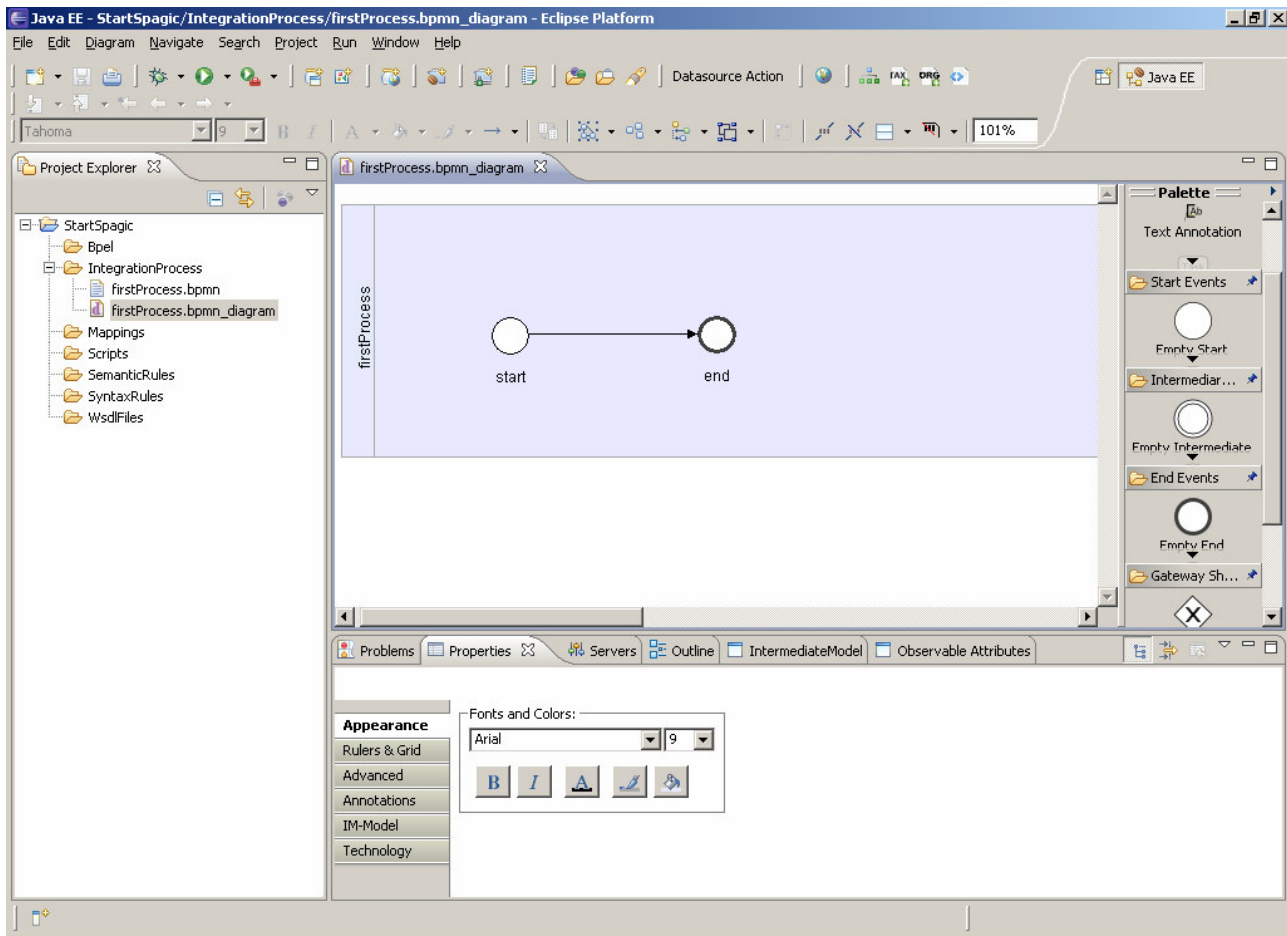 Java EE - StartSpagic/IntegrationProcess/firstProcess.bpmn_diagram - Eclipse Platform
File Edit Diagram Navigate Search Project Run Window Help
Datasource Action
Java EE
Tahoma 9 B I A 101%
Project Explorer
firstProcess.bpmn_diagram
StartSpagic
Bpel
IntegrationProcess
firstProcess.bpmn
firstProcess.bpmn_diagram
Mappings
Scripts
SemanticRules
SyntaxRules
WsdlFiles
firstProcess
start
end
Palette
Text Annotation
Start Events
Empty Start
Intermediar...
Empty Intermediate
End Events
Empty End
Gateway Sh...
X
Problems Properties Servers Outline IntermediateModel Observable Attributes
Appearance
Rulers & Grid
Advanced
Annotations
IM-Model
Technology
Fonts and Colors:
Arial 9
B I A